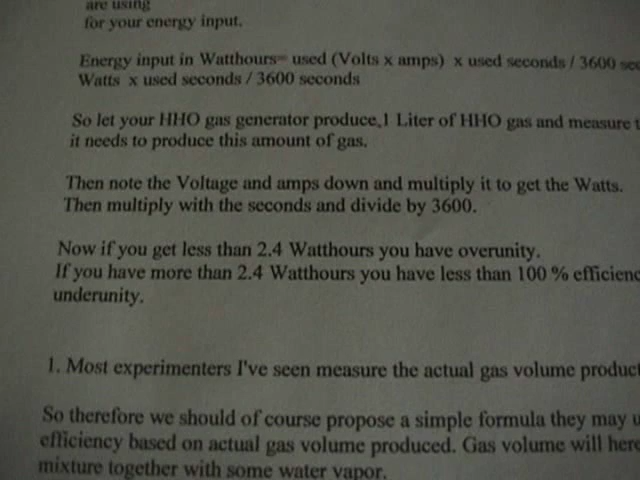 are using
for your energy input.
Energy input in Watthours= used (Volts x amps) x used seconds / 3600 sec
Watts x used seconds / 3600 seconds
So let your HHO gas generator produce 1 Liter of HHO gas and measure t
it needs to produce this amount of gas.
Then note the Voltage and amps down and multiply it to get the Watts.
Then multiply with the seconds and divide by 3600.
Now if you get less than 2.4 Watthours you have overunity.
If you have more than 2.4 Watthours you have less than 100 % efficienc
underunity.
1. Most experimenters I've seen measure the actual gas volume produc
So therefore we should of course propose a simple formula they may u
efficiency based on actual gas volume produced. Gas volume will here
mixture together with some water vapor.